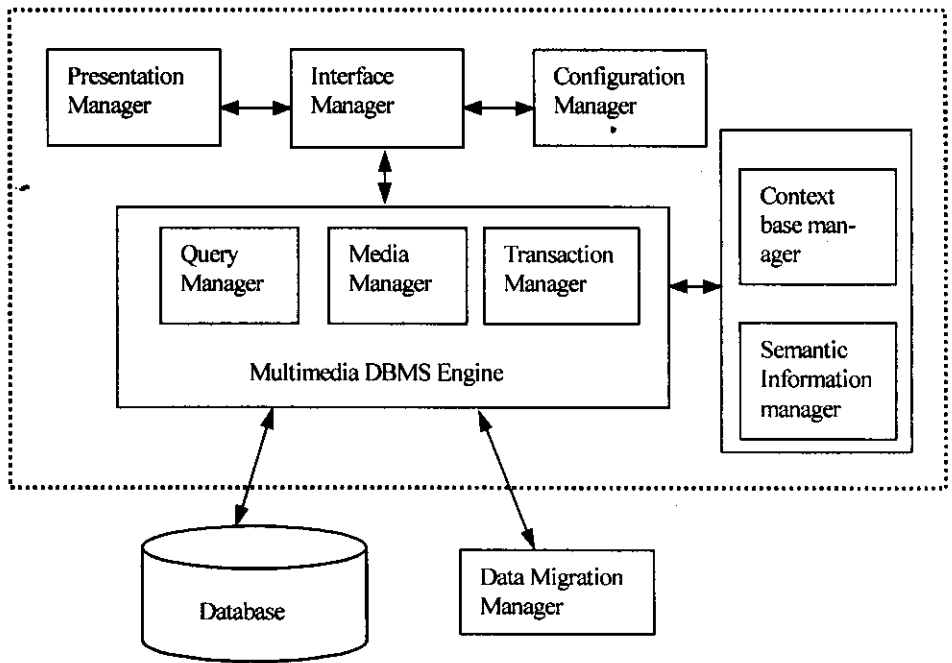 Presentation
Manager
Interface
Manager
Configuration
Manager
Query
Manager
Media
Manager
Transaction
Manager
Multimedia DBMS Engine
Context
base man-
ager
Semantic
Information
manager
Database
Data Migration
Manager